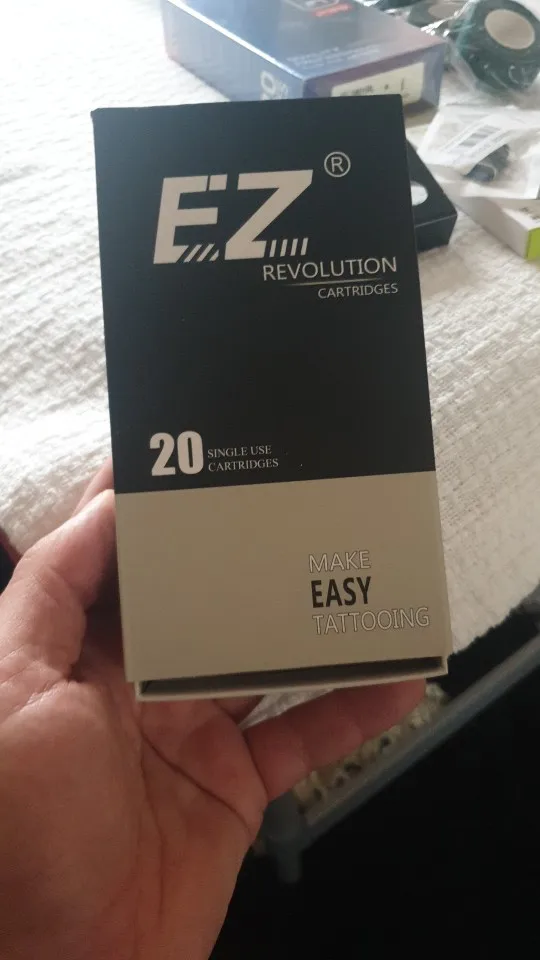 EZ®
REVOLUTION
CARTRIDGES
20 SINGLE USE
CARTRIDGES
MAKE
EASY
TATTOOING